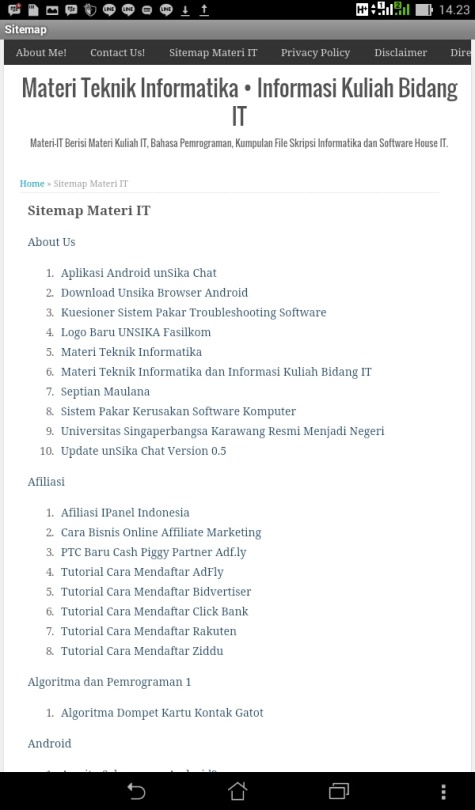 14.23
Sitemap
About Me!
Contact Us!
Sitemap Materi IT
Privacy Policy
Disclaimer
Dire
Materi Teknik Informatika • Informasi Kuliah Bidang
IT
Materi-IT Berisi Materi Kuliah IT, Bahasa Pemrograman, Kumpulan File Skripsi Informatika dan Software House IT.
Home » Sitemap Materi IT
Sitemap Materi IT
About Us
1. Aplikasi Android unSika Chat
2. Download Unsika Browser Android
3. Kuesioner Sistem Pakar Troubleshooting Software
4. Logo Baru UNSIKA Fasilkom
5. Materi Teknik Informatika
6. Materi Teknik Informatika dan Informasi Kuliah Bidang IT
7. Septian Maulana
8. Sistem Pakar Kerusakan Software Komputer
9. Universitas Singaperbangsa Karawang Resmi Menjadi Negeri
10. Update unSika Chat Version 0.5
Afiliasi
1. Afiliasi IPanel Indonesia
2. Cara Bisnis Online Affiliate Marketing
3. PTC Baru Cash Piggy Partner Adf.ly
4. Tutorial Cara Mendaftar AdFly
5. Tutorial Cara Mendaftar Bidvertiser
6. Tutorial Cara Mendaftar Click Bank
7. Tutorial Cara Mendaftar Rakuten
8. Tutorial Cara Mendaftar Ziddu
Algoritma dan Pemrograman 1
1. Algoritma Dompet Kartu Kontak Gatot
Android